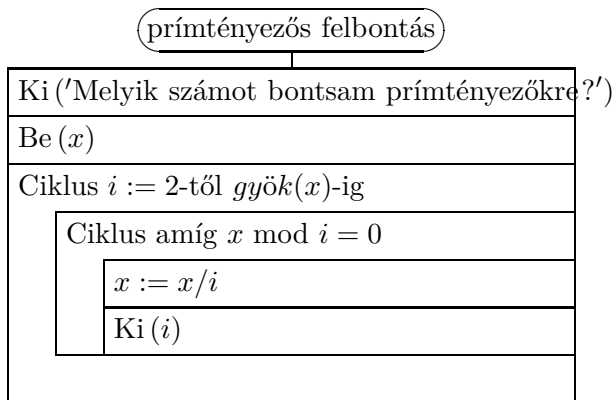 prímtényezős felbontás
Ki ('Melyik számot bontsam prímtényezőkre?')
Be (x)
Ciklus i := 2-től gyök(x)-ig
Ciklus amíg x mod i = 0
x := x/i
Ki (i)